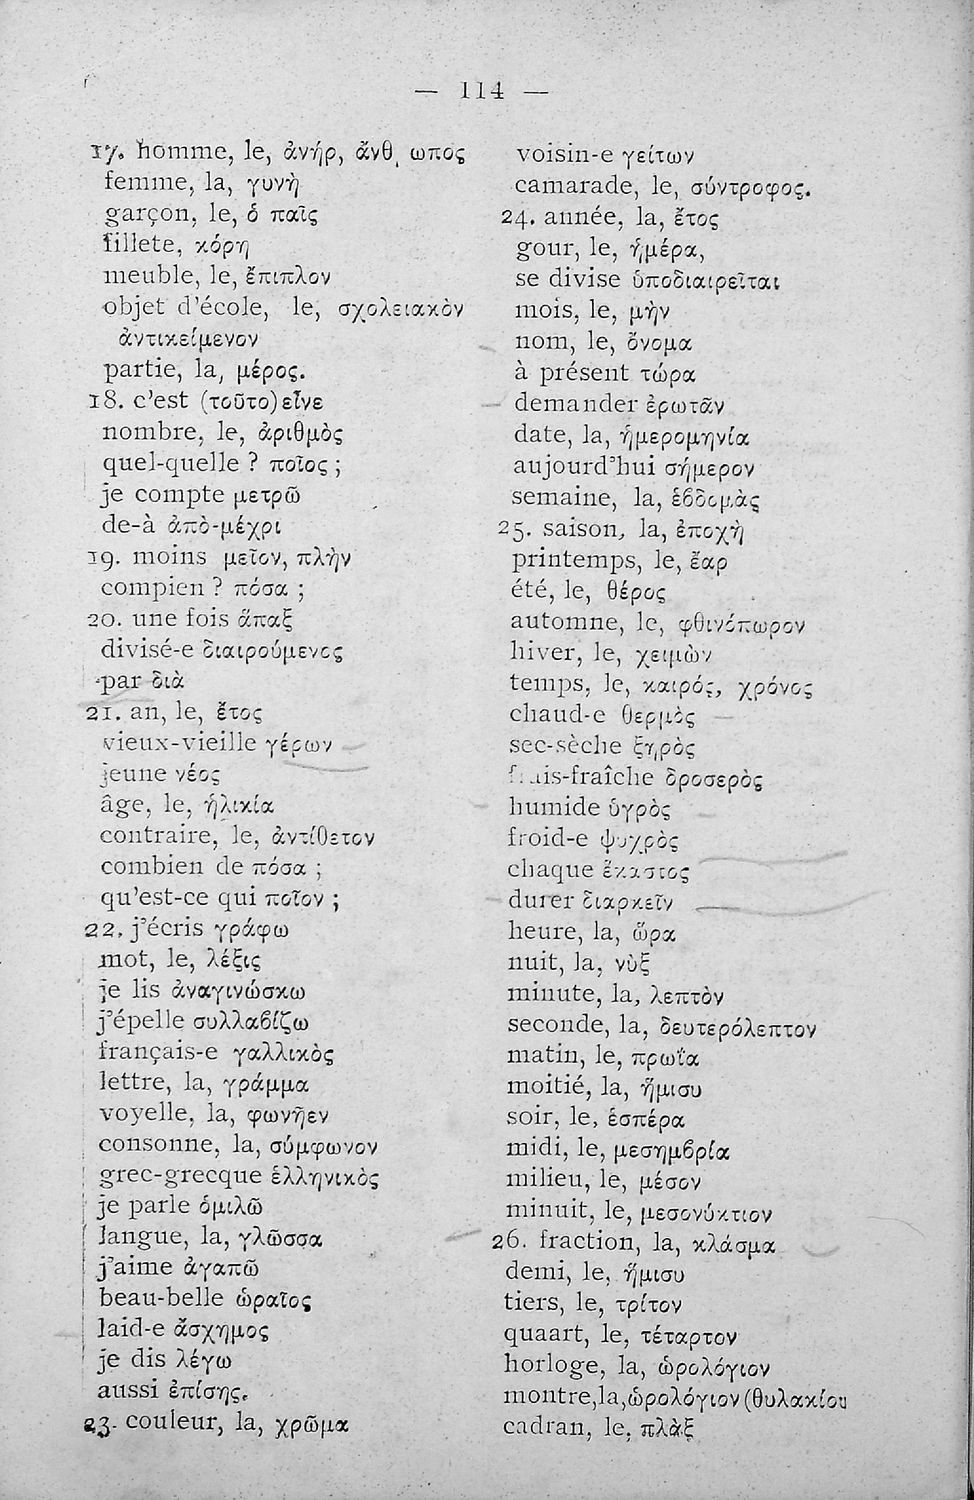 — 114 —
17. homme, le, ἀνήρ, ἄνθ ωπος
femme, la, γυνὴ
garçon, le, ὁ παῖς
fillete, κόρη
meuble, le, ἔπιπλον
objet d'école, le, σχολειακὸν
ἀντικείμενον
partie, la, μέρος.
18. c'est (τοῦτο) εἶνε
nombre, le, ἀριθμὸς
quel-quelle ? ποῖος ;
je compte μετρῶ
de-à ἀπὸ-μέχρι
19. moins μεῖον, πλὴν
compien ? πόσα ;
20. une fois ἅπαξ
divisé-e διαιρούμενος
par διὰ
21. an, le, ἔτος
vieux-vieille γέρων
jeune νέος
âge, le, ἡλικία
contraire, le, ἀντίθετον
combien de πόσα ;
qu'est-ce qui ποῖον ;
22. j'écris γράφω
mot, le, λέξις
je lis ἀναγινώσκω
j'épelle συλλαβίζω
français-e γαλλικὸς
lettre, la, γράμμα
voyelle, la, φωνῆεν
consonne, la, σύμφωνον
grec-grecque ἑλληνικὸς
je parle ὁμιλῶ
langue, la, γλῶσσα
j'aime ἀγαπῶ
beau-belle ὡραῖος
laid-e ἄσχημος
je dis λέγω
aussi ἐπίσης.
23. couleur, la, χρῶμα
voisin-e γείτων
camarade, le, σύντροφος.
24. année, la, ἔτος
gour, le, ἡμέρα,
se divise ὑποδιαιρεῖται
mois, le, μὴν
nom, le, ὄνομα
à présent τώρα
demander ἐρωτᾶν
date, la, ἡμερομηνία
aujourd'hui σήμερον
semaine, la, ἑβδομὰς
25. saison, la, ἐποχὴ
printemps, le, ἔαρ
été, le, θέρος
automne, le, φθινόπωρον
hiver, le, χειμὼν
temps, le, καιρός, χρόνος
chaud-e θερμὸς
sec-sèche ξηρὸς
frais-fraîche δροσερὸς
humide ὑγρὸς
froid-e ψυχρὸς
chaque ἕκαστος
durer διαρκεῖν
heure, la, ὥρα
nuit, la, νὺξ
minute, la, λεπτὸν
seconde, la, δευτερόλεπτον
matin, le, πρωΐα
moitié, la, ἥμισυ
soir, le, ἑσπέρα
midi, le, μεσημβρία
milieu, le, μέσον
minuit, le, μεσονύκτιον
26. fraction, la, κλάσμα
demi, le, ἥμισυ
tiers, le, τρίτον
quaart, le, τέταρτον
horloge, la, ὡρολόγιον
montre,la,ὡρολόγιον (θυλακίου
cadran, le, πλὰξ